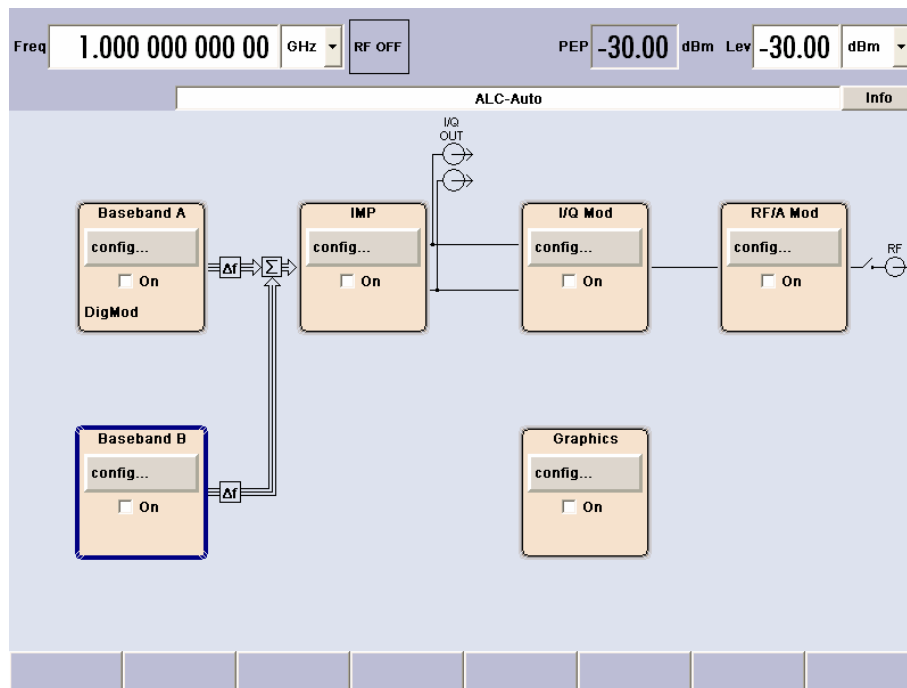 Freq 1.000 000 000 00 GHz RF OFF PEP -30.00 dBm Lev -30.00 dBm
ALC-Auto Info
I/Q
OUT
Baseband A IMP I/Q Mod RF/A Mod
config... config... config... config...
RF
Δf Σ
On On On On
DigMod
Baseband B Graphics
config... config...
Δf
On On